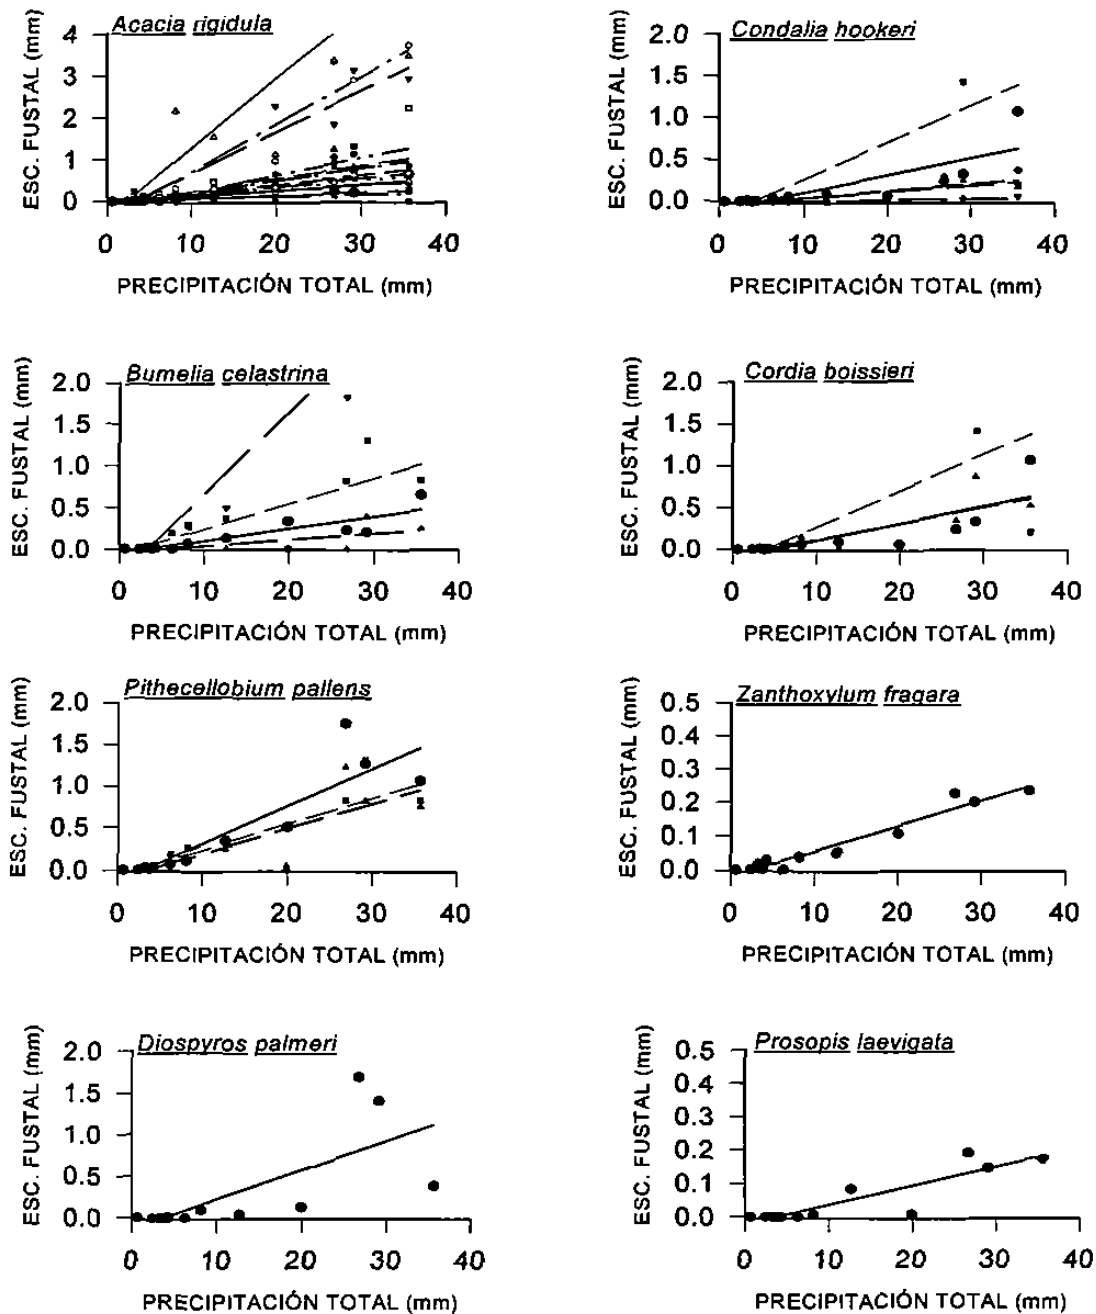 Acacia rigidula
ESC. FUSTAL (mm)
4
3
2
1
0
0 10 20 30 40
PRECIPITACIÓN TOTAL (mm)
Condalia hookeri
ESC. FUSTAL (mm)
2.0
1.5
1.0
0.5
0.0
0 10 20 30 40
PRECIPITACIÓN TOTAL (mm)
Bumelia celastrina
ESC. FUSTAL (mm)
2.0
1.5
1.0
0.5
0.0
0 10 20 30 40
PRECIPITACIÓN TOTAL (mm)
Cordia boissieri
ESC. FUSTAL (mm)
2.0
1.5
1.0
0.5
0.0
0 10 20 30 40
PRECIPITACIÓN TOTAL (mm)
Pithecellobium pallens
ESC. FUSTAL (mm)
2.0
1.5
1.0
0.5
0.0
0 10 20 30 40
PRECIPITACIÓN TOTAL (mm)
Zanthoxylum fragara
ESC. FUSTAL (mm)
0.5
0.4
0.3
0.2
0.1
0.0
0 10 20 30 40
PRECIPITACIÓN TOTAL (mm)
Diospyros palmeri
ESC. FUSTAL (mm)
2.0
1.5
1.0
0.5
0.0
0 10 20 30 40
PRECIPITACIÓN TOTAL (mm)
Prosopis laevigata
ESC. FUSTAL (mm)
0.5
0.4
0.3
0.2
0.1
0.0
0 10 20 30 40
PRECIPITACIÓN TOTAL (mm)